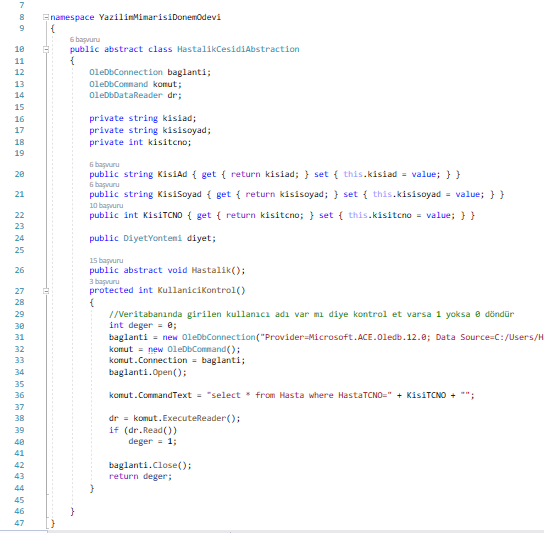 7
8 namespace YazilimMimarisiDonemOdevi
9 {
6 başvuru
10 public abstract class HastalikCesidiAbstraction
11 {
12 OleDbConnection baglanti;
13 OleDbCommand komut;
14 OleDbDataReader dr;
15
16 private string kisiad;
17 private string kisisoyad;
18 private int kisitcno;
19
6 başvuru
20 public string KisiAd { get { return kisiad; } set { this.kisiad = value; } }
6 başvuru
21 public string KisiSoyad { get { return kisisoyad; } set { this.kisisoyad = value; } }
10 başvuru
22 public int KisiTCNO { get { return kisitcno; } set { this.kisitcno = value; } }
23
24 public DiyetYontemi diyet;
25
15 başvuru
26 public abstract void Hastalik();
3 başvuru
27 protected int KullaniciKontrol()
28 {
29 //Veritabanında girilen kullanıcı adı var mı diye kontrol et varsa 1 yoksa 0 döndür
30 int deger = 0;
31 baglanti = new OleDbConnection("Provider=Microsoft.ACE.Oledb.12.0; Data Source=C:/Users/H
32 komut = new OleDbCommand();
33 komut.Connection = baglanti;
34 baglanti.Open();
35
36 komut.CommandText = "select * from Hasta where HastaTCNO=" + KisiTCNO + "";
37
38 dr = komut.ExecuteReader();
39 if (dr.Read())
40 deger = 1;
41
42 baglanti.Close();
43 return deger;
44 }
45
46 }
47 }